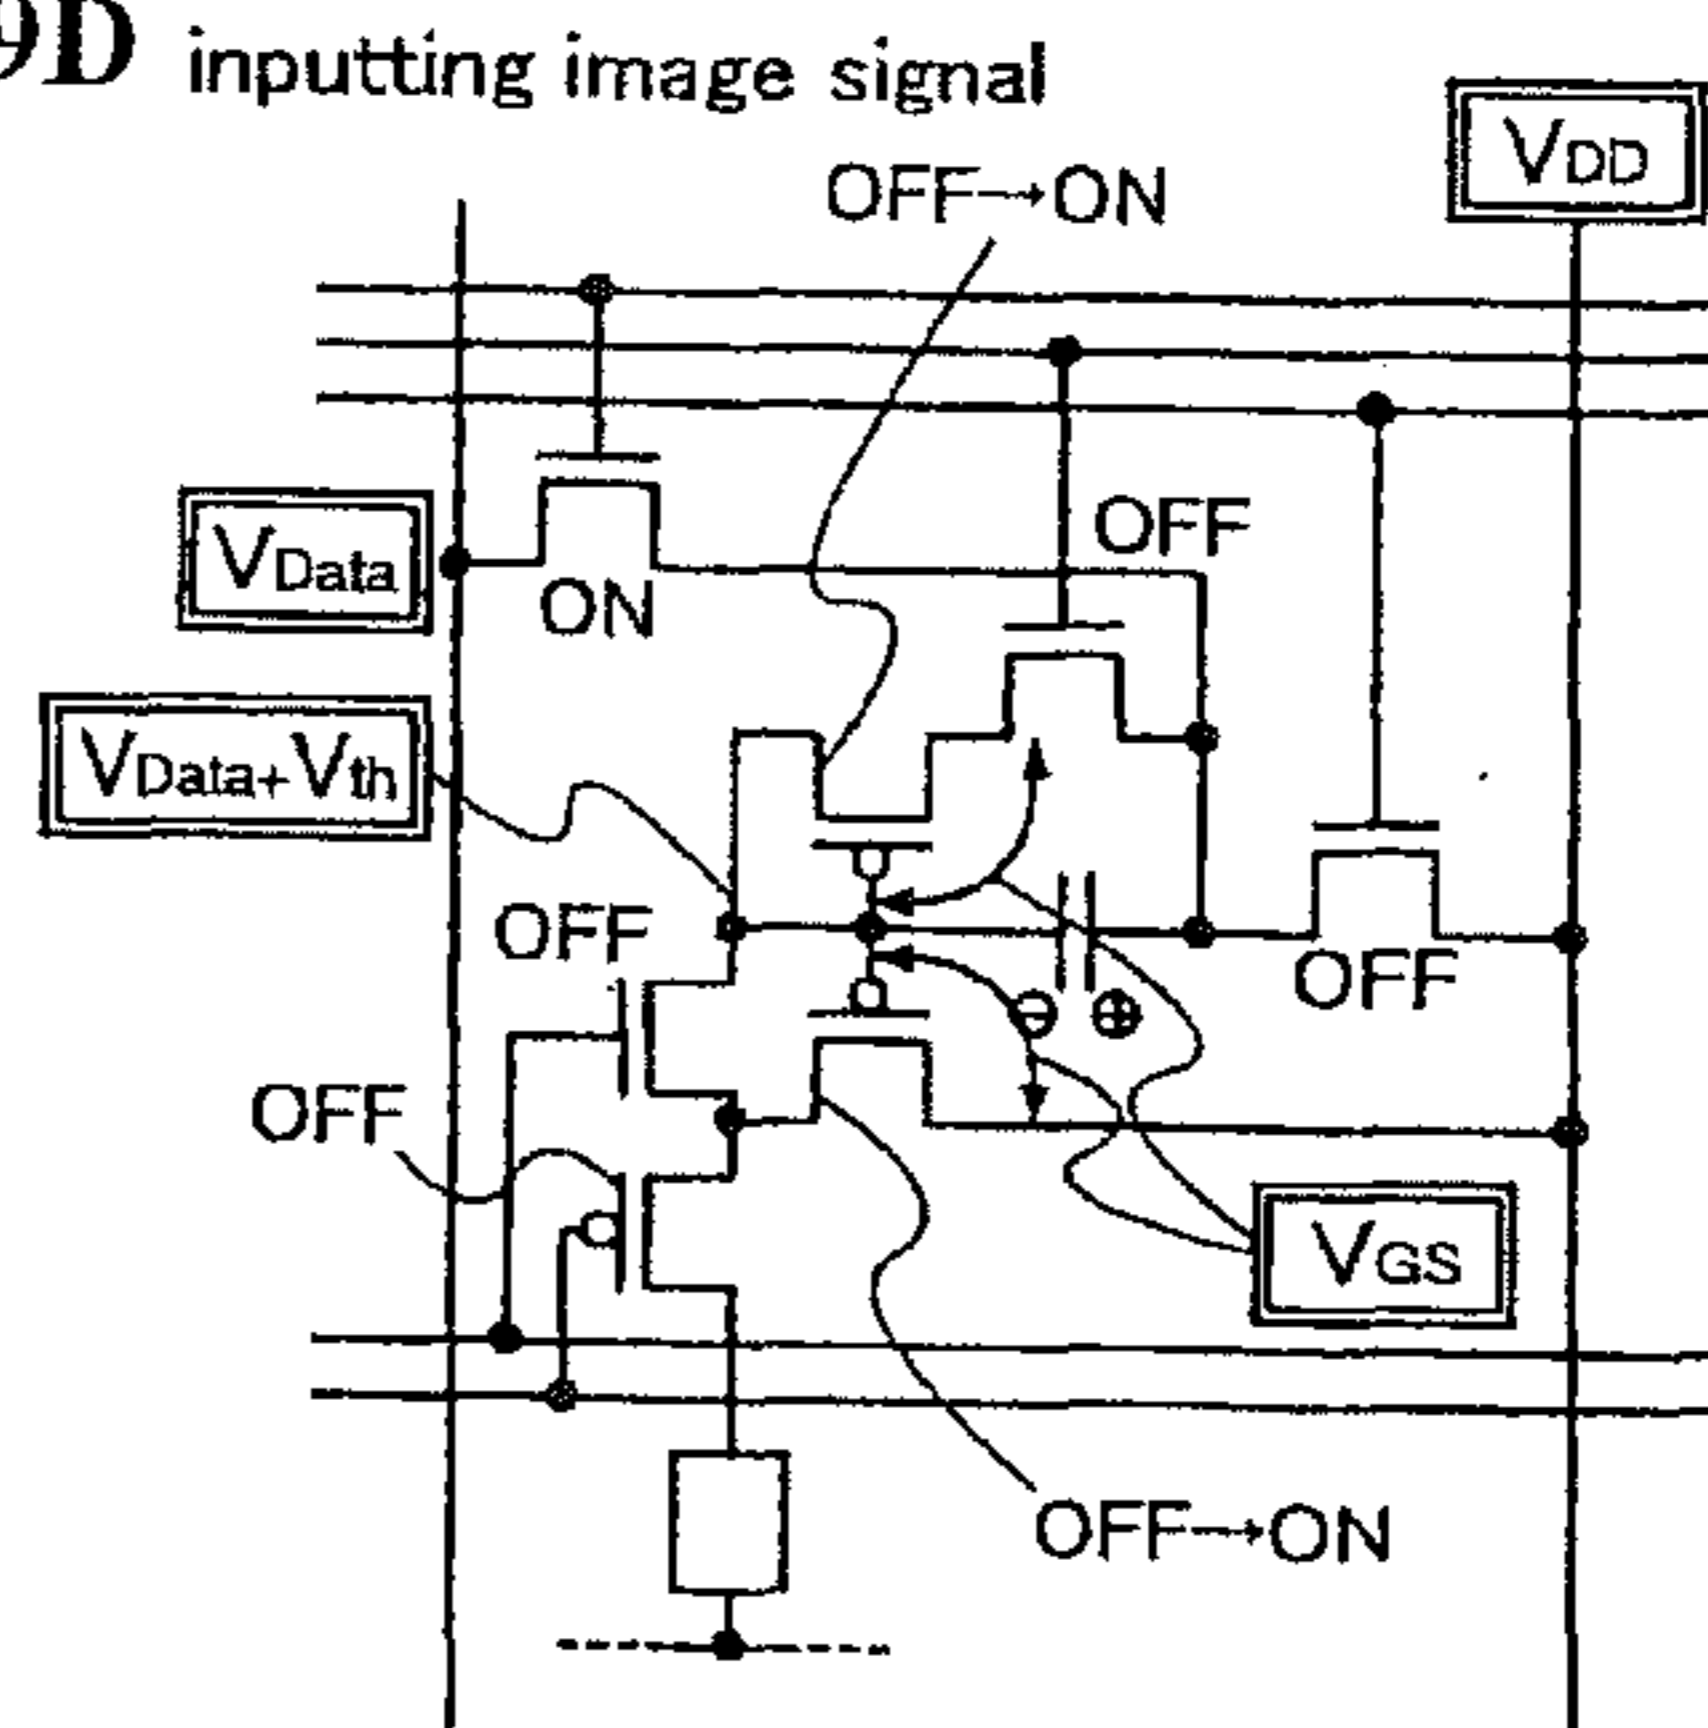 9D inputting image signal
VDD
OFF→ON
VData
ON
OFF
VData+Vth
OFF
OFF
⊖ ⊕
OFF
VGS
OFF→ON